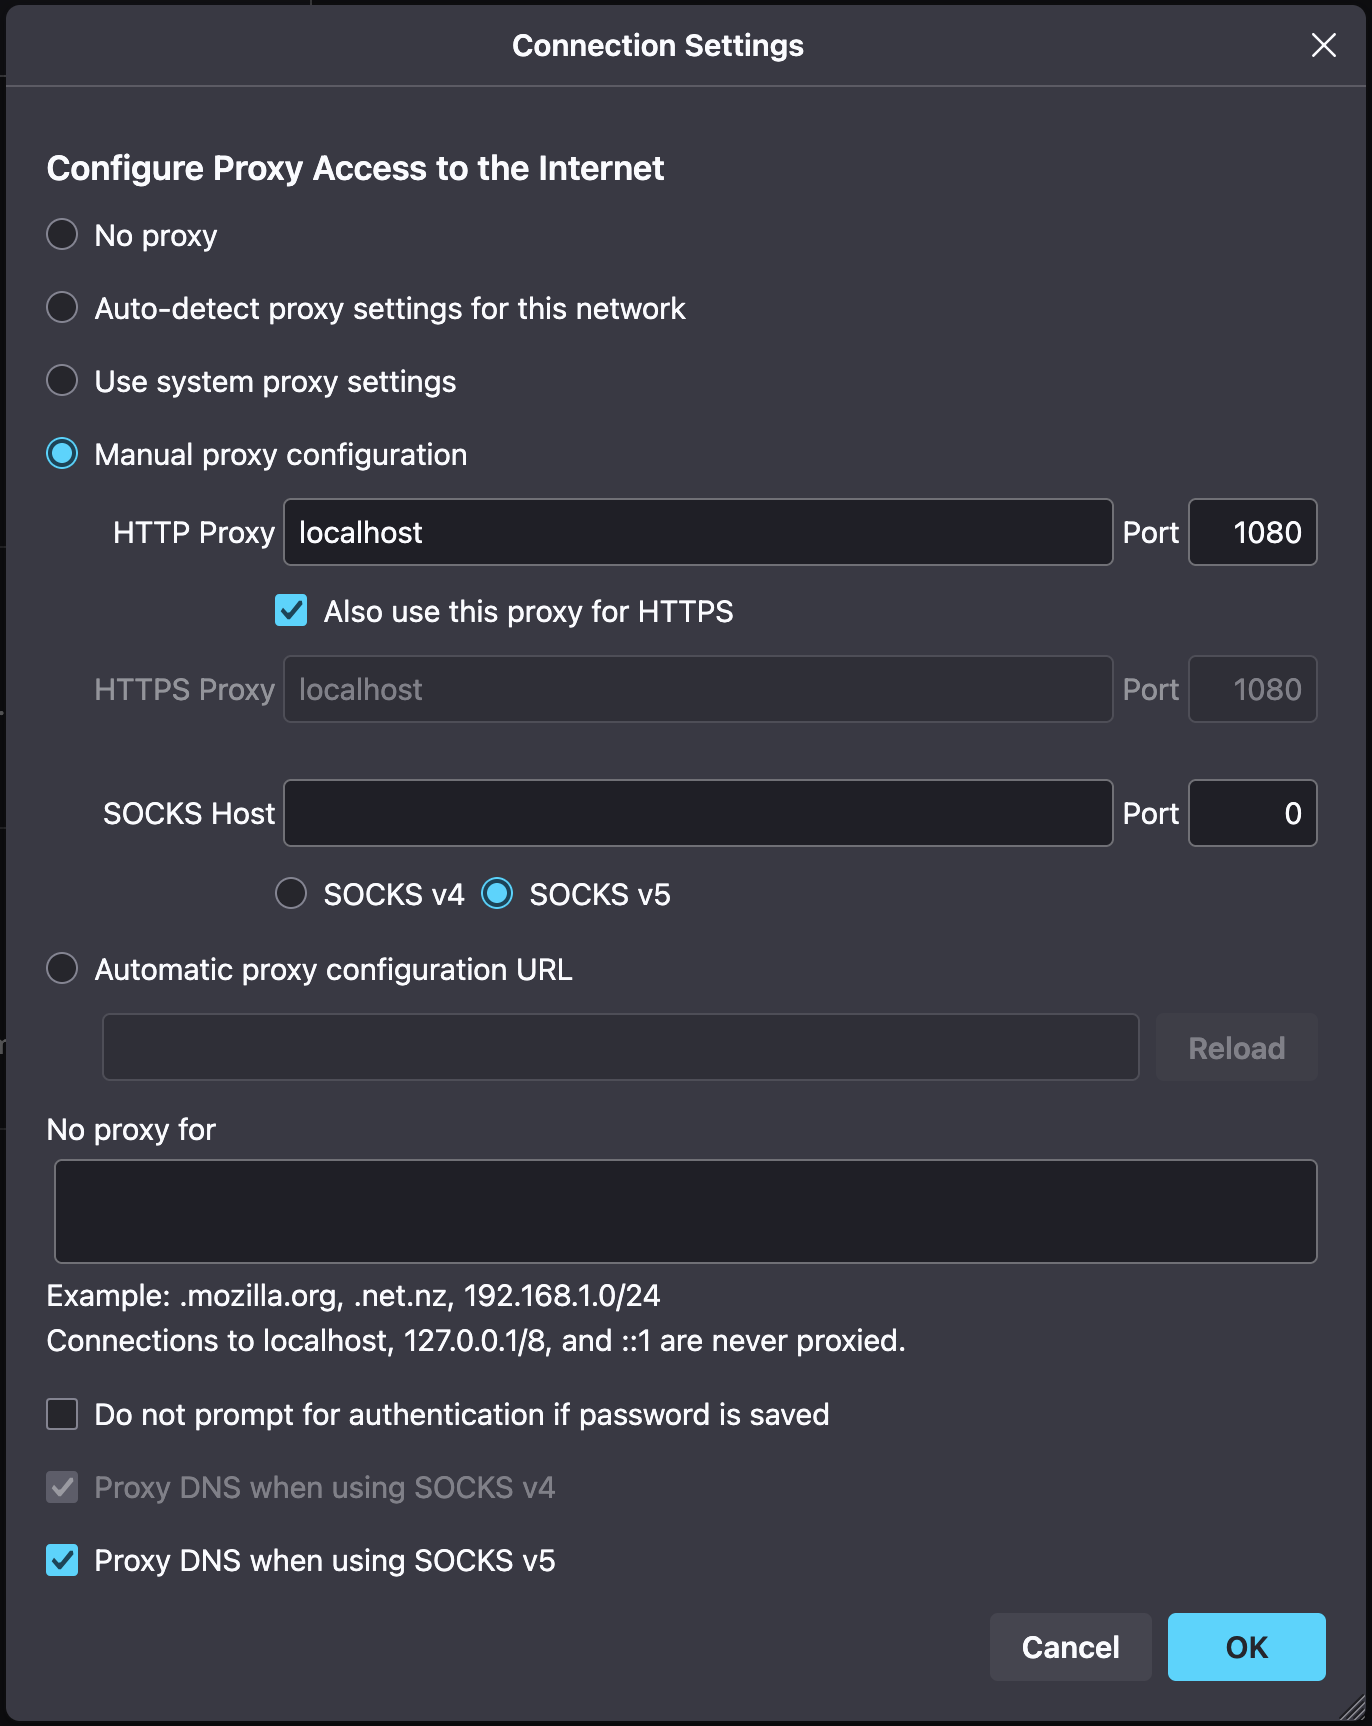 Connection Settings
Configure Proxy Access to the Internet
No proxy
Auto-detect proxy settings for this network
Use system proxy settings
Manual proxy configuration
HTTP Proxy localhost Port 1080
Also use this proxy for HTTPS
HTTPS Proxy localhost Port 1080
SOCKS Host Port 0
SOCKS v4 SOCKS v5
Automatic proxy configuration URL
Reload
No proxy for
Example: .mozilla.org, .net.nz, 192.168.1.0/24
Connections to localhost, 127.0.0.1/8, and ::1 are never proxied.
Do not prompt for authentication if password is saved
Proxy DNS when using SOCKS v4
Proxy DNS when using SOCKS v5
Cancel OK